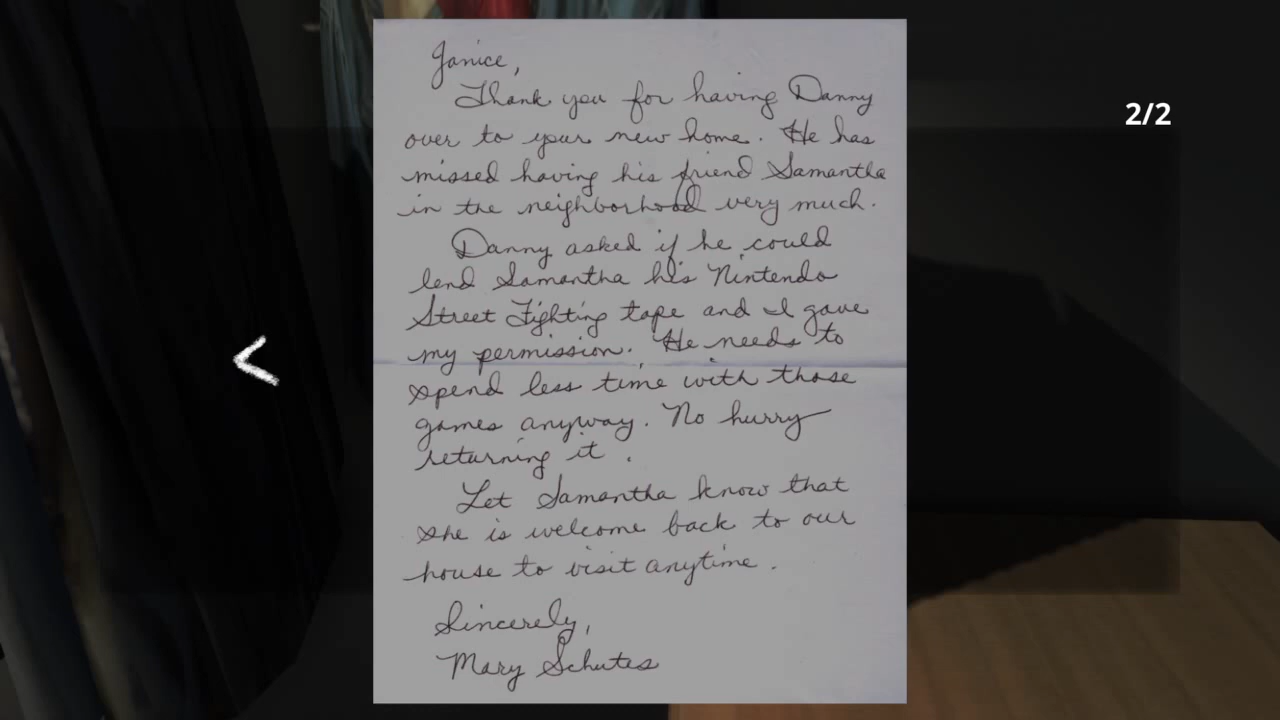 Janice,
Thank you for having Danny
over to your new home. He has
missed having his friend Samantha
in the neighborhood very much.
Danny asked if he could
lend Samantha his Nintendo
Street Fighting tape and I gave
my permission. He needs to
spend less time with those
games anyway. No hurry
returning it.
Let Samantha know that
she is welcome back to our
house to visit anytime.
Sincerely,
Mary Schutes
2/2